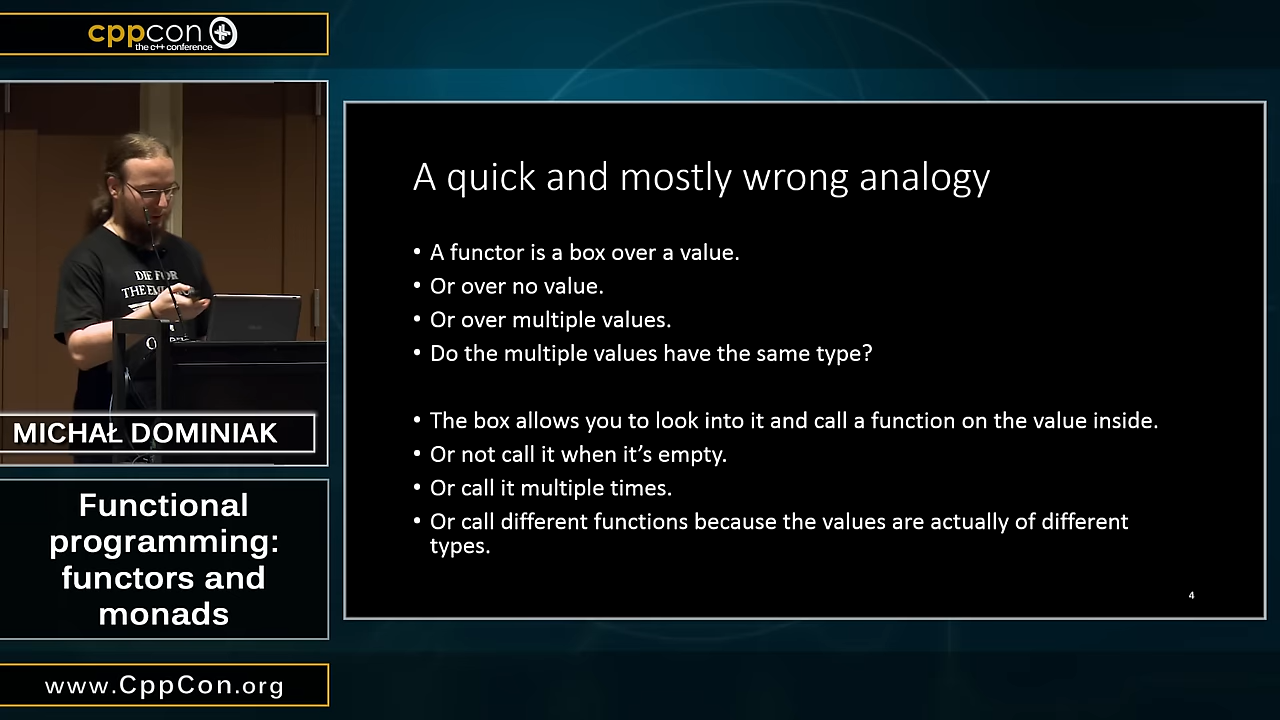 cppcon
the c++ conference
DIE FOR
MICHAŁ DOMINIAK
Functional
programming:
functors and
monads
www.CppCon.org
A quick and mostly wrong analogy
• A functor is a box over a value.
• Or over no value.
• Or over multiple values.
• Do the multiple values have the same type?
• The box allows you to look into it and call a function on the value inside.
• Or not call it when it’s empty.
• Or call it multiple times.
• Or call different functions because the values are actually of different
types.
4